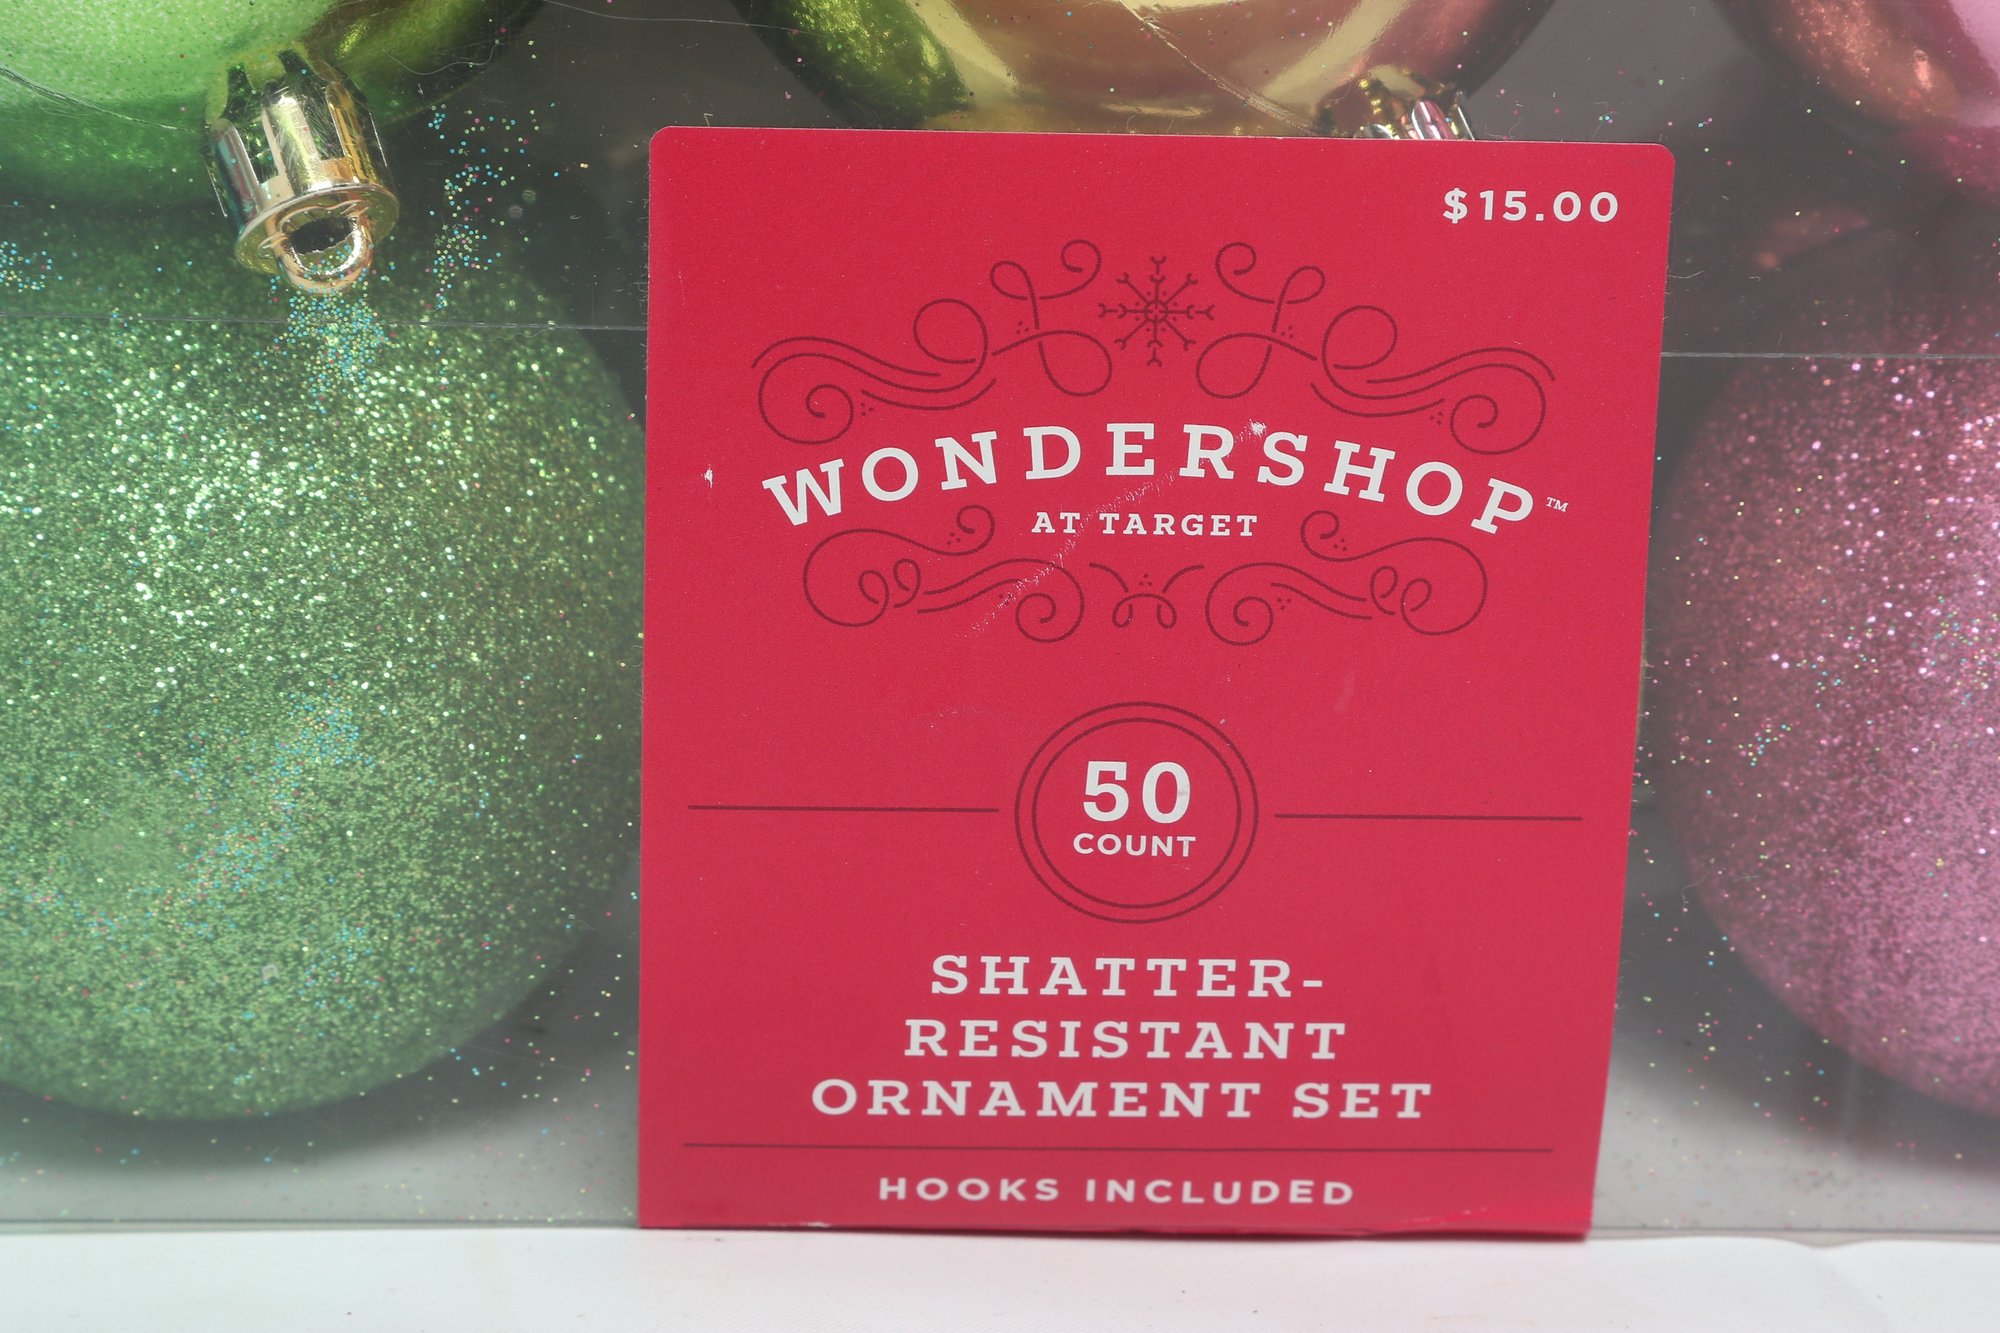 $15.00
WONDERSHOP™
AT TARGET
50
COUNT
SHATTER-
RESISTANT
ORNAMENT SET
HOOKS INCLUDED